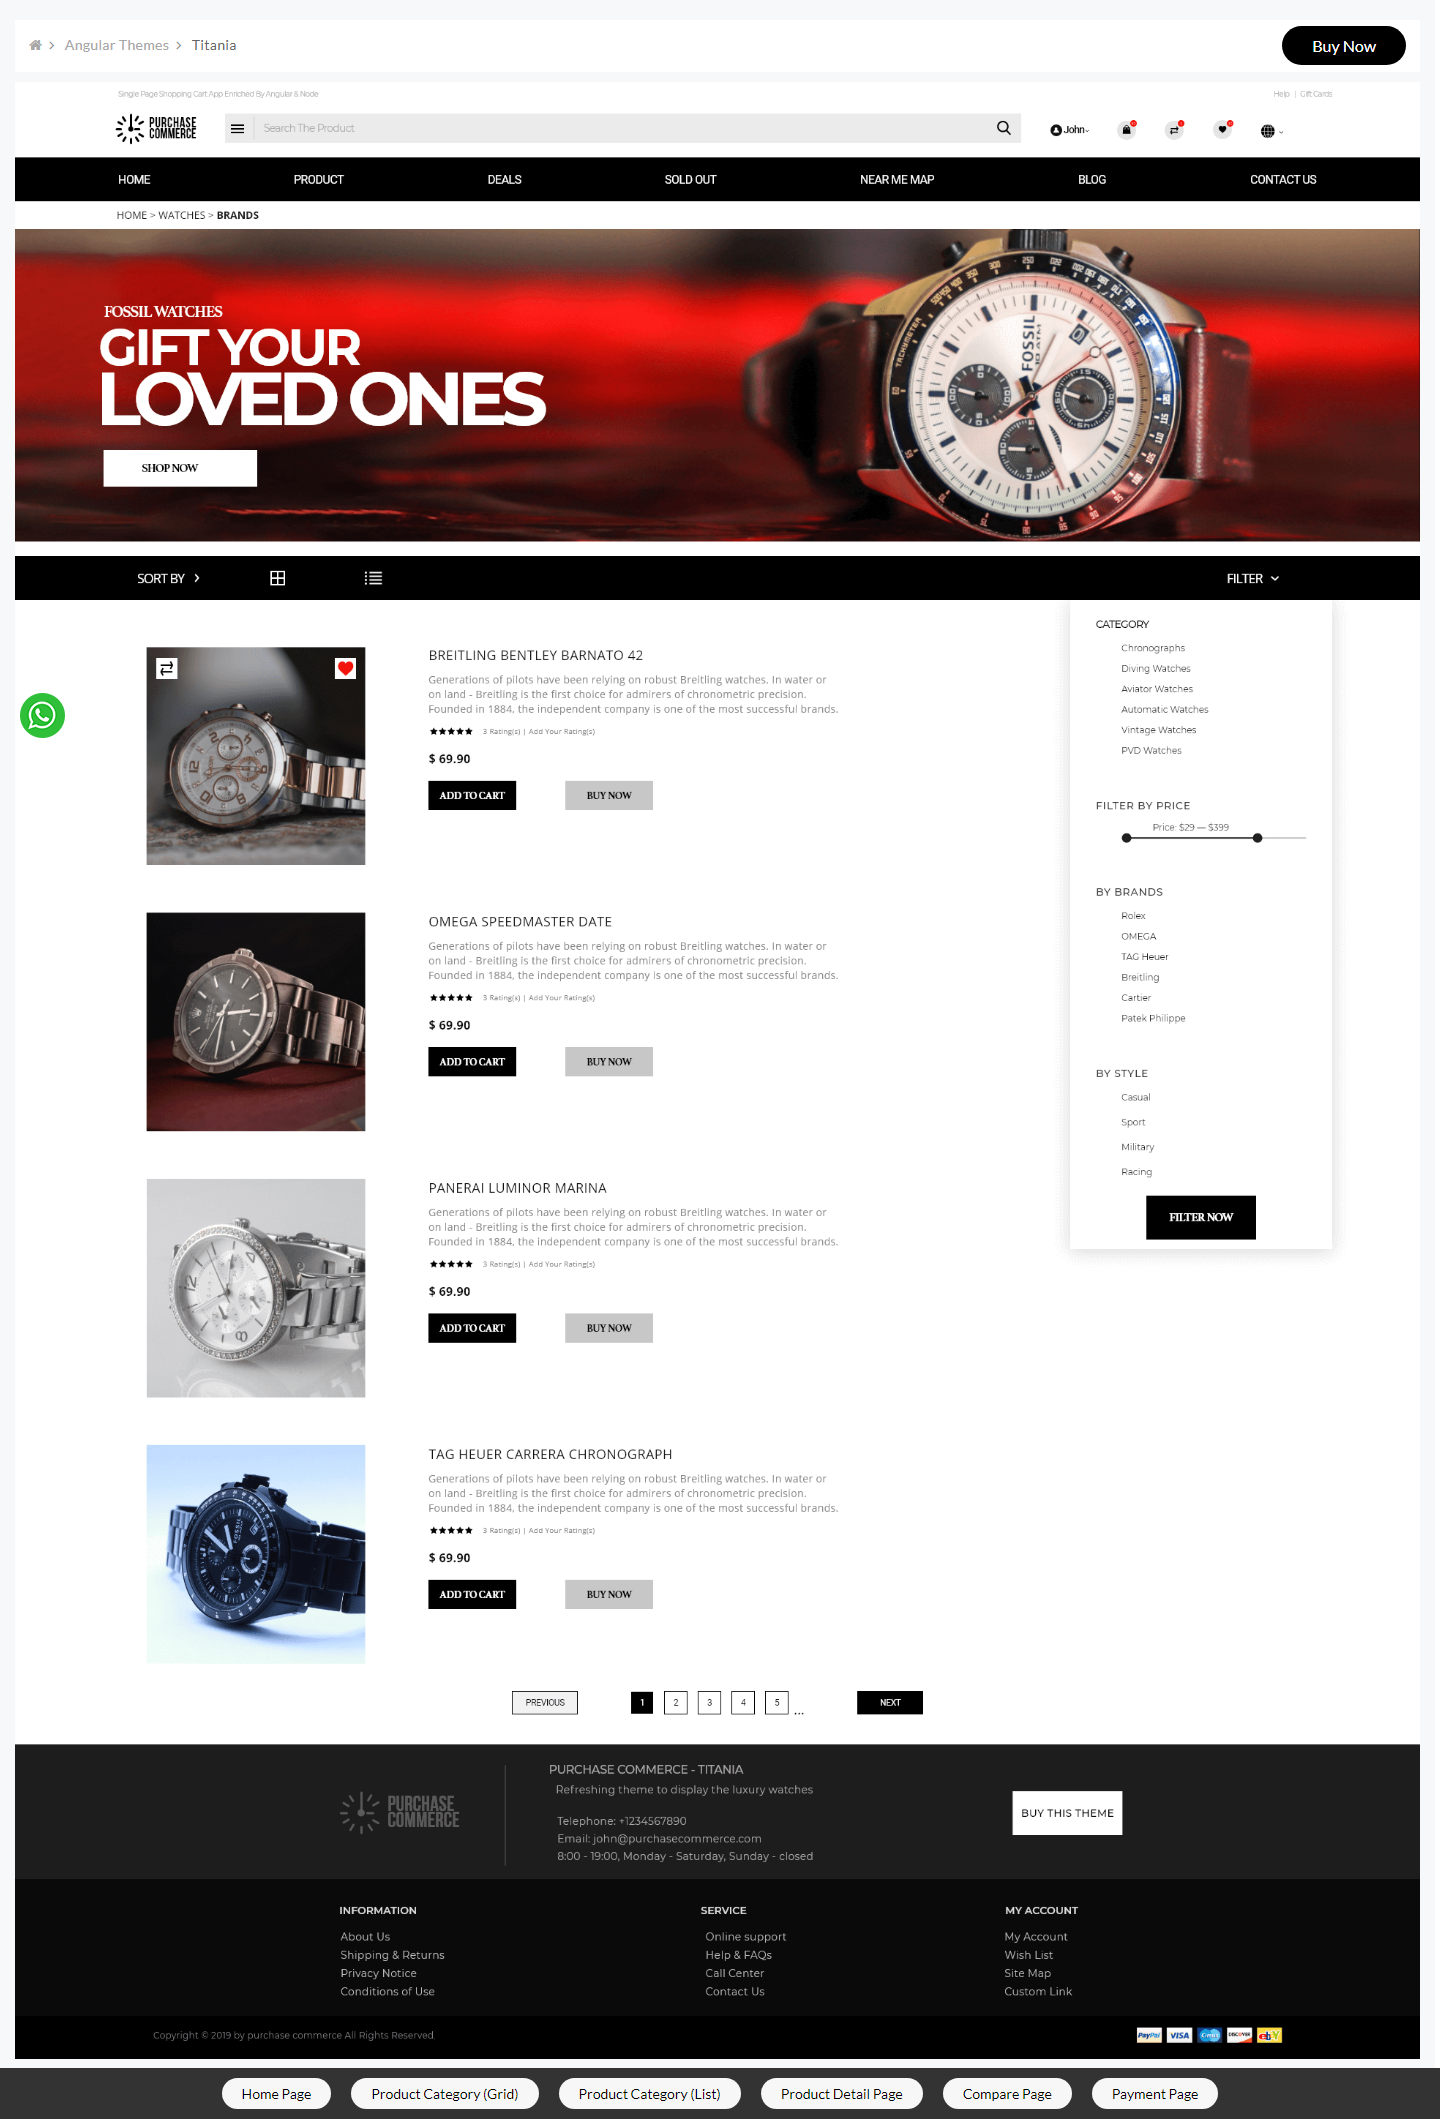 Angular Themes
Titania
Buy Now
Single Page Shopping Cart App Enriched By Angular & Node
Help | Gift Cards
PURCHASE
COMMERCE
Search The Product
John
HOME
PRODUCT
DEALS
SOLD OUT
NEAR ME MAP
BLOG
CONTACT US
HOME > WATCHES > BRANDS
FOSSIL WATCHES
GIFT YOUR
LOVED ONES
SHOP NOW
TACHYMETER
FOSSIL
10 ATM
SORT BY
FILTER
BREITLING BENTLEY BARNATO 42
Generations of pilots have been relying on robust Breitling watches. In water or
on land - Breitling is the first choice for admirers of chronometric precision.
Founded in 1884, the independent company is one of the most successful brands.
3 Rating(s) | Add Your Rating(s)
$ 69.90
ADD TO CART
BUY NOW
OMEGA SPEEDMASTER DATE
Generations of pilots have been relying on robust Breitling watches. In water or
on land - Breitling is the first choice for admirers of chronometric precision.
Founded in 1884, the independent company is one of the most successful brands.
3 Rating(s) | Add Your Rating(s)
$ 69.90
ADD TO CART
BUY NOW
PANERAI LUMINOR MARINA
Generations of pilots have been relying on robust Breitling watches. In water or
on land - Breitling is the first choice for admirers of chronometric precision.
Founded in 1884, the independent company is one of the most successful brands.
3 Rating(s) | Add Your Rating(s)
$ 69.90
ADD TO CART
BUY NOW
TAG HEUER CARRERA CHRONOGRAPH
Generations of pilots have been relying on robust Breitling watches. In water or
on land - Breitling is the first choice for admirers of chronometric precision.
Founded in 1884, the independent company is one of the most successful brands.
3 Rating(s) | Add Your Rating(s)
$ 69.90
ADD TO CART
BUY NOW
CATEGORY
Chronographs
Diving Watches
Aviator Watches
Automatic Watches
Vintage Watches
PVD Watches
FILTER BY PRICE
Price: $29 — $399
BY BRANDS
Rolex
OMEGA
TAG Heuer
Breitling
Cartier
Patek Philippe
BY STYLE
Casual
Sport
Military
Racing
FILTER NOW
PREVIOUS
1
2
3
4
5
...
NEXT
PURCHASE
COMMERCE
PURCHASE COMMERCE - TITANIA
Refreshing theme to display the luxury watches
Telephone: +1234567890
Email: john@purchasecommerce.com
8:00 - 19:00, Monday - Saturday, Sunday - closed
BUY THIS THEME
INFORMATION
About Us
Shipping & Returns
Privacy Notice
Conditions of Use
SERVICE
Online support
Help & FAQs
Call Center
Contact Us
MY ACCOUNT
My Account
Wish List
Site Map
Custom Link
Copyright © 2019 by purchase commerce All Rights Reserved.
PayPal
VISA
Cirrus
DISCOVER
ebY
Home Page
Product Category (Grid)
Product Category (List)
Product Detail Page
Compare Page
Payment Page